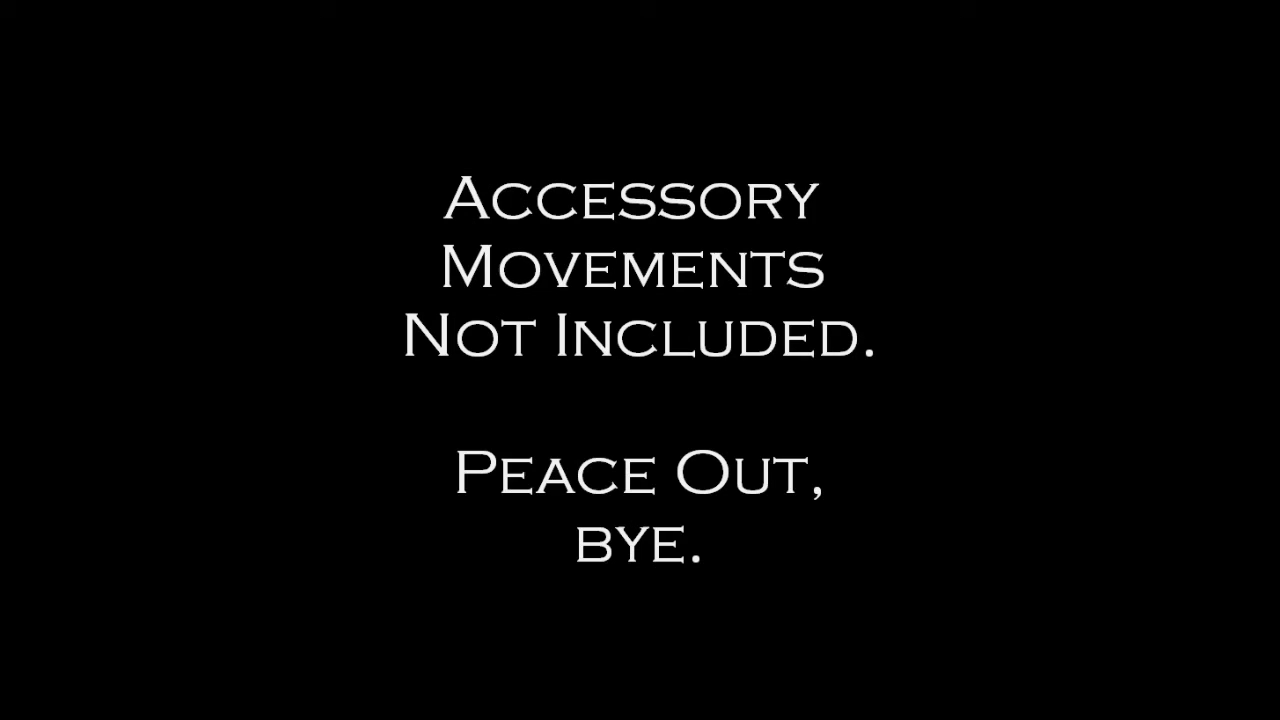 Accessory
Movements
Not Included.
Peace Out,
bye.